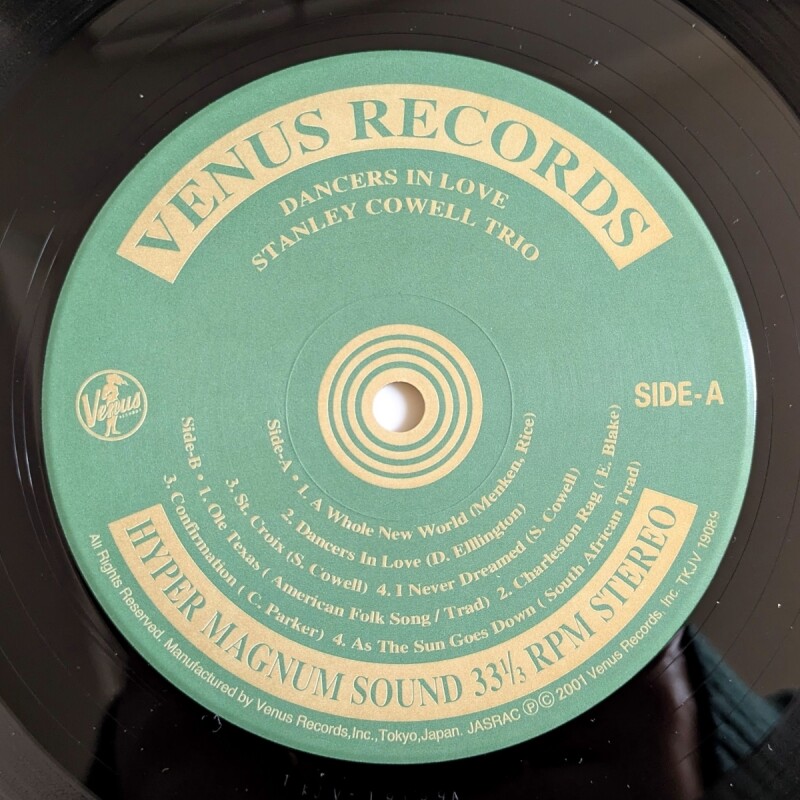 VENUS RECORDS
DANCERS IN LOVE
STANLEY COWELL TRIO
Venus
RECORDS
SIDE-A
Side-A • 1. A Whole New World (Menken, Rice)
2. Dancers In Love (D. Ellington)
3. St. Croix (S. Cowell) 4. I Never Dreamed (S. Cowell)
Side-B • 1. Ole Texas ( American Folk Song / Trad) 2. Charleston Rag ( E. Blake)
3. Confirmation ( C. Parker) 4. As The Sun Goes Down ( South African Trad)
HYPER MAGNUM SOUND 33⅓ RPM STEREO
All Rights Reserved. Manufactured by Venus Records,Inc.,Tokyo,Japan. JASRAC ℗© 2001 Venus Records, Inc. TKJV 19089